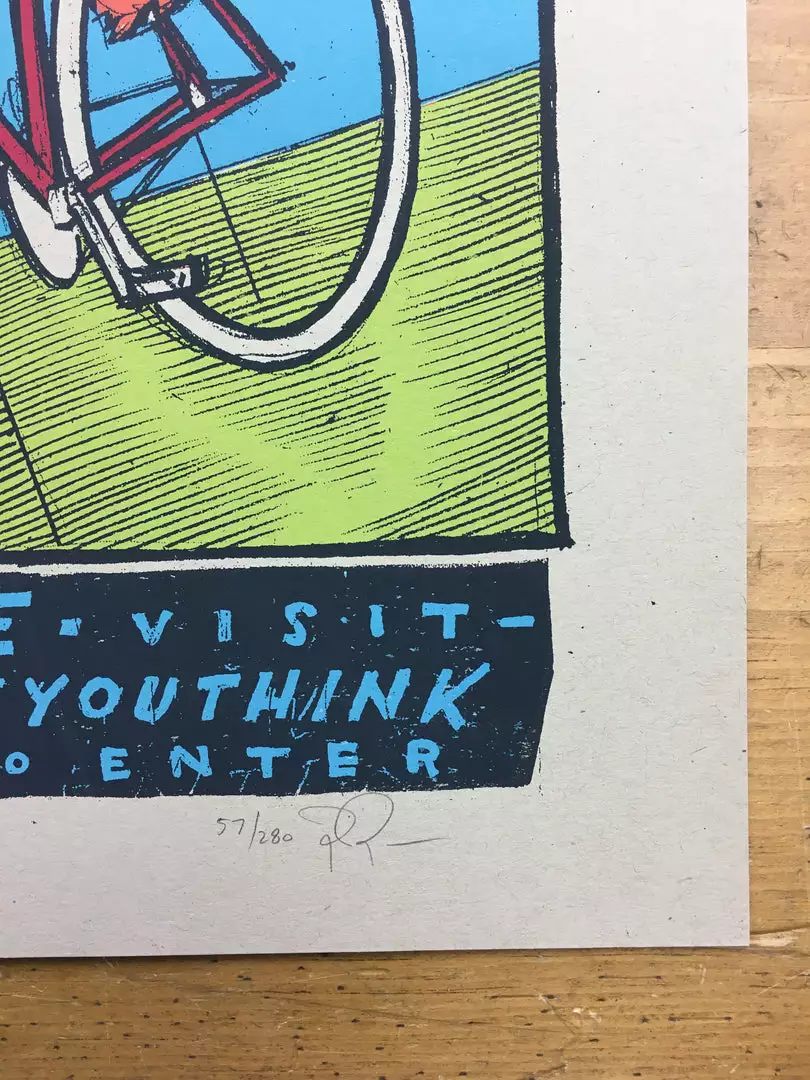 E · VISIT-
YOUTHINK
O ENTER
57/280